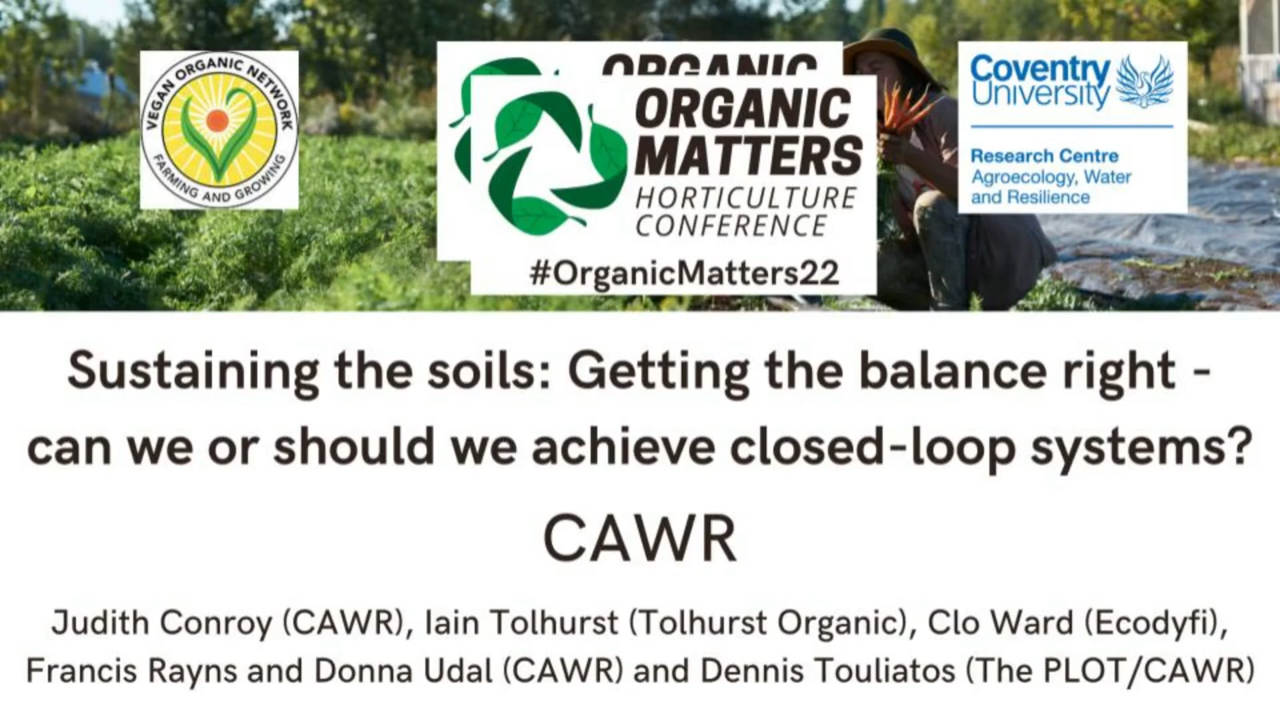 VEGAN ORGANIC NETWORK
FARMING AND GROWING
ORGANIC
ORGANIC
MATTERS
HORTICULTURE
CONFERENCE
#OrganicMatters22
Coventry
University
Research Centre
Agroecology, Water
and Resilience
Sustaining the soils: Getting the balance right -
can we or should we achieve closed-loop systems?
CAWR
Judith Conroy (CAWR), Iain Tolhurst (Tolhurst Organic), Clo Ward (Ecodyfi),
Francis Rayns and Donna Udal (CAWR) and Dennis Touliatos (The PLOT/CAWR)